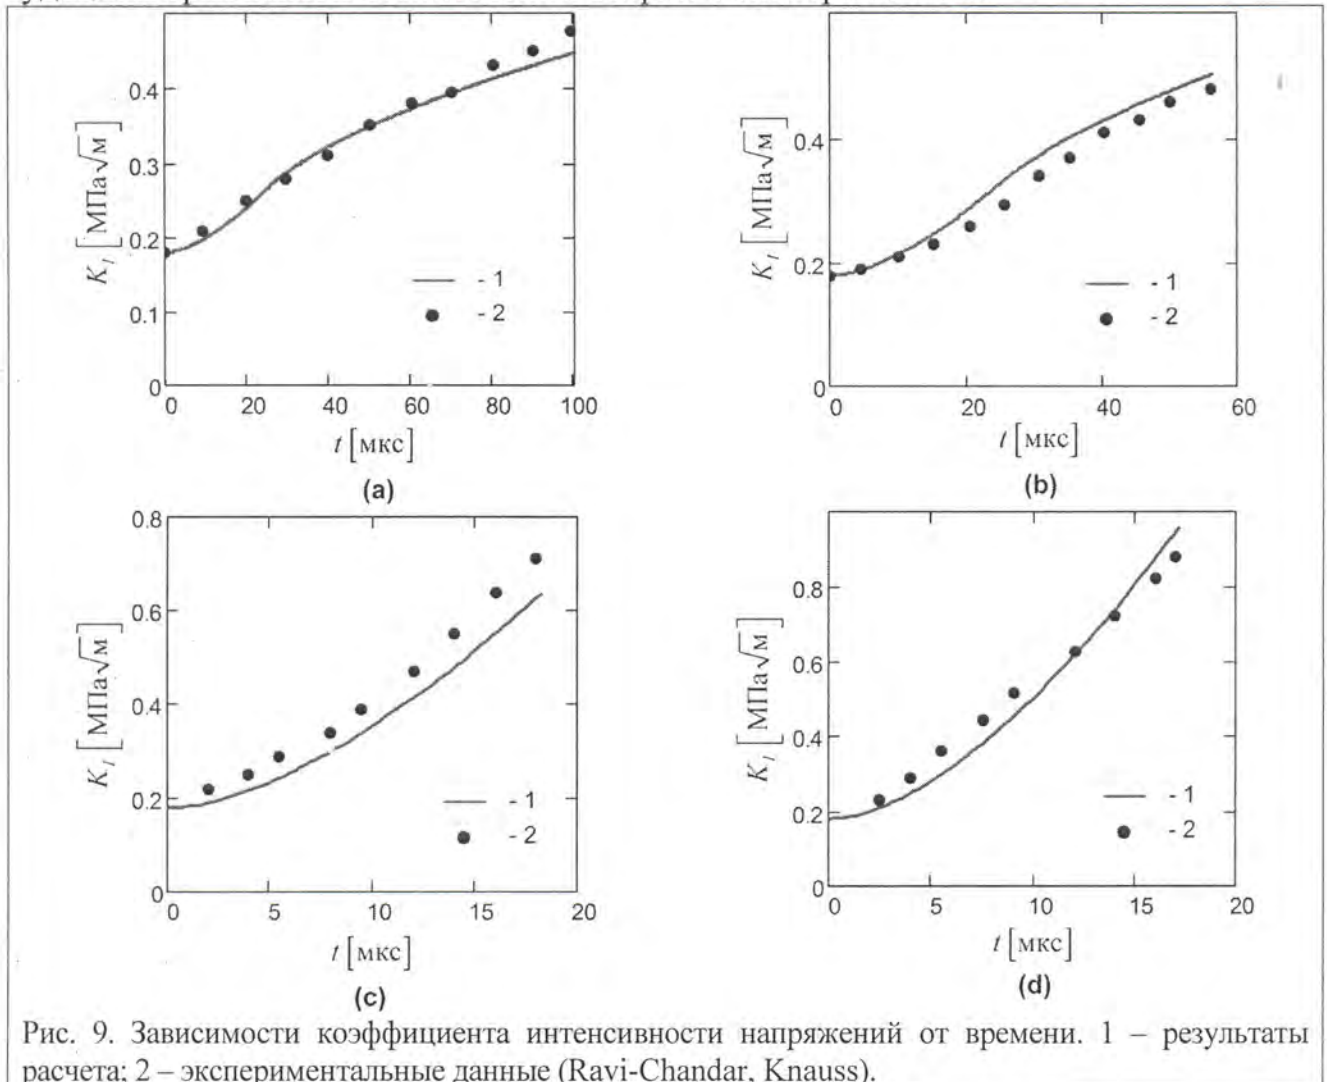 0.4
0.3
0.2
0.1
0
K_I [МПа√м]
- 1
- 2
0 20 40 60 80 100
t [мкс]
(a)
0.4
0.2
0
K_I [МПа√м]
- 1
- 2
0 20 40 60
t [мкс]
(b)
0.8
0.6
0.4
0.2
0
K_I [МПа√м]
- 1
- 2
0 5 10 15 20
t [мкс]
(c)
0.8
0.6
0.4
0.2
0
K_I [МПа√м]
- 1
- 2
0 5 10 15 20
t [мкс]
(d)
Рис. 9. Зависимости коэффициента интенсивности напряжений от времени. 1 – результаты
расчета; 2 – экспериментальные данные (Ravi-Chandar, Knauss).